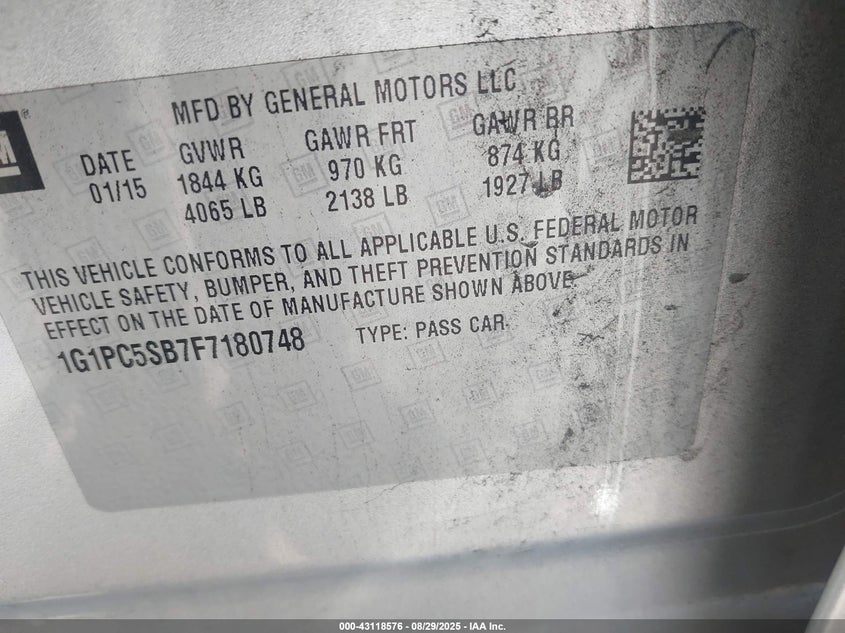 MFD BY GENERAL MOTORS LLC
DATE GVWR GAWR FRT GAWR RR
01/15 1844 KG 970 KG 874 KG
4065 LB 2138 LB 1927 LB
THIS VEHICLE CONFORMS TO ALL APPLICABLE U.S. FEDERAL MOTOR
VEHICLE SAFETY, BUMPER, AND THEFT PREVENTION STANDARDS IN
EFFECT ON THE DATE OF MANUFACTURE SHOWN ABOVE.
1G1PC5SB7F7180748 TYPE: PASS CAR
000-43118576 - 08/29/2025 - IAA Inc.